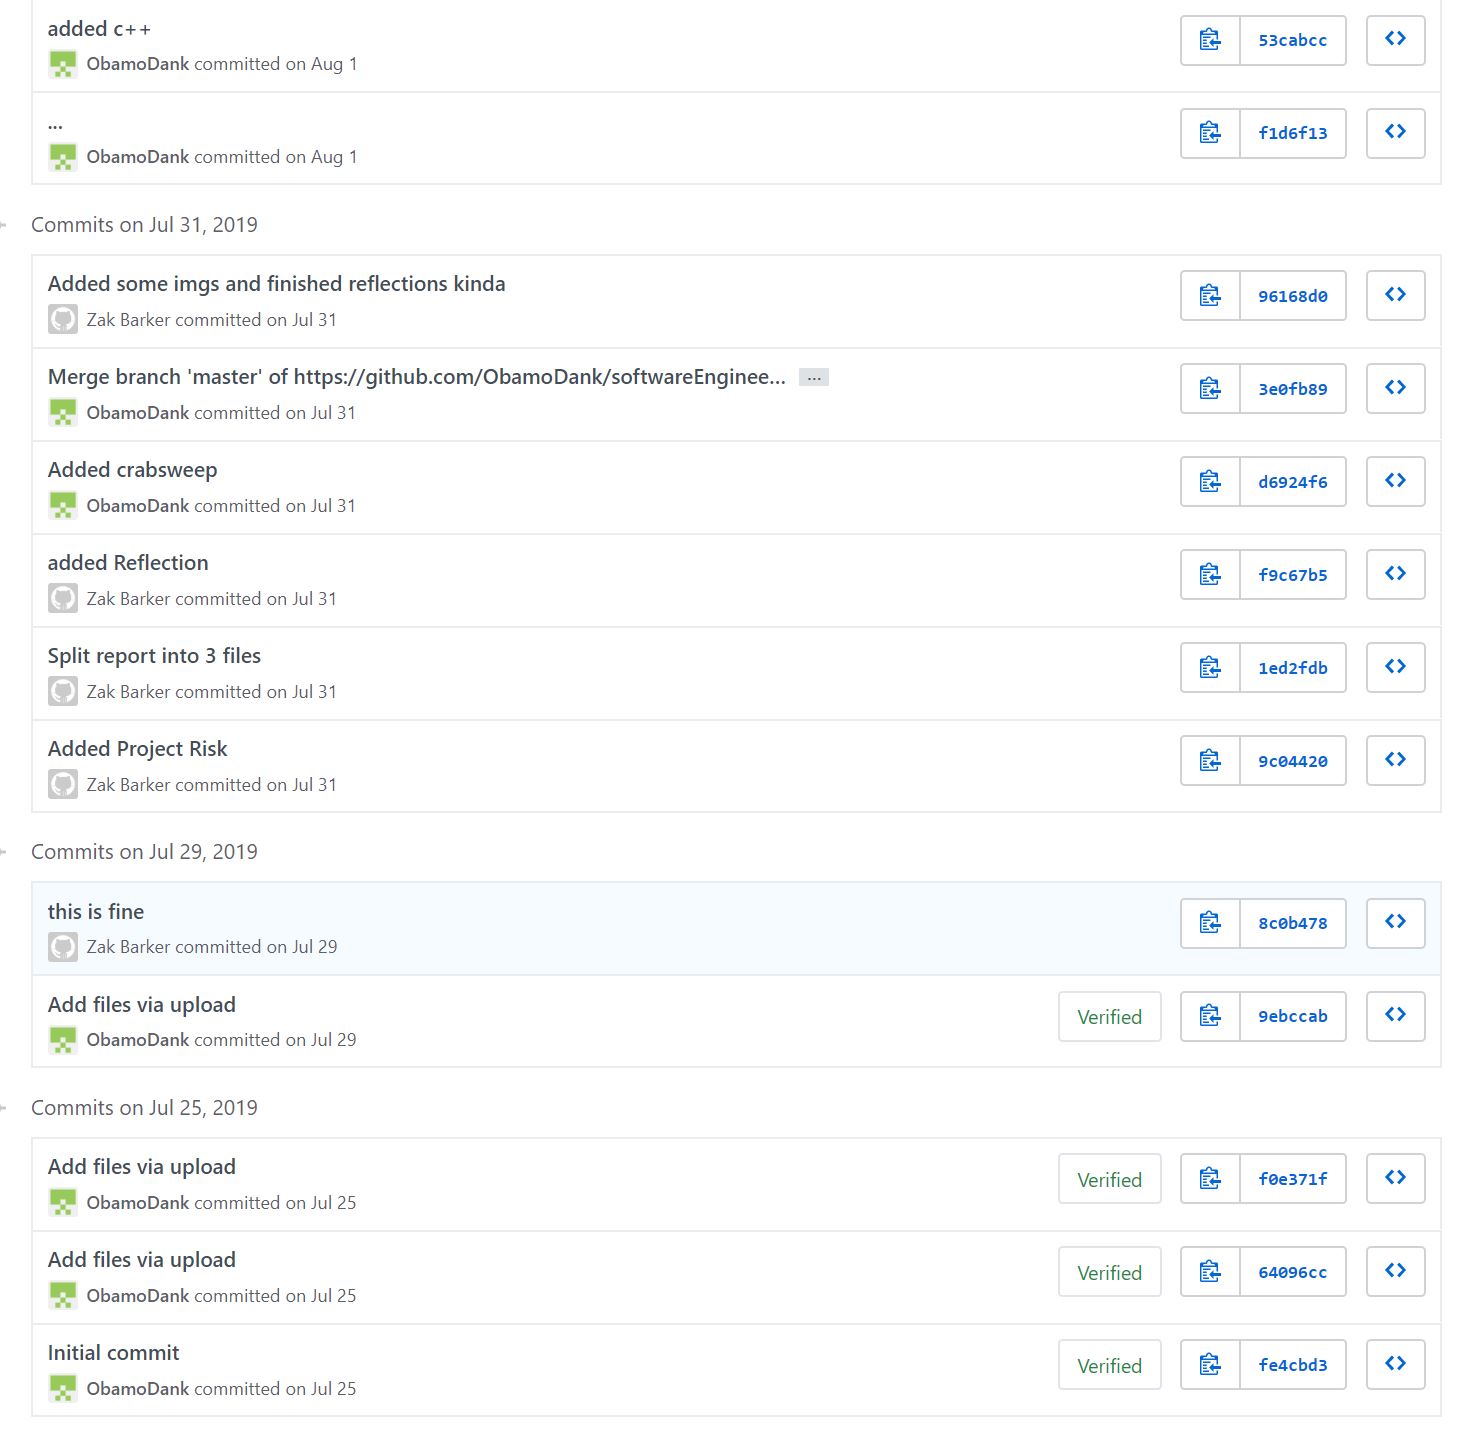 added c++
ObamoDank committed on Aug 1
53cabcc
...
ObamoDank committed on Aug 1
f1d6f13
Commits on Jul 31, 2019
Added some imgs and finished reflections kinda
Zak Barker committed on Jul 31
96168d0
Merge branch 'master' of https://github.com/ObamoDank/softwareEnginee... ...
ObamoDank committed on Jul 31
3e0fb89
Added crabsweep
ObamoDank committed on Jul 31
d6924f6
added Reflection
Zak Barker committed on Jul 31
f9c67b5
Split report into 3 files
Zak Barker committed on Jul 31
1ed2fdb
Added Project Risk
Zak Barker committed on Jul 31
9c04420
Commits on Jul 29, 2019
this is fine
Zak Barker committed on Jul 29
8c0b478
Add files via upload
ObamoDank committed on Jul 29
Verified
9ebccab
Commits on Jul 25, 2019
Add files via upload
ObamoDank committed on Jul 25
Verified
f0e371f
Add files via upload
ObamoDank committed on Jul 25
Verified
64096cc
Initial commit
ObamoDank committed on Jul 25
Verified
fe4cbd3